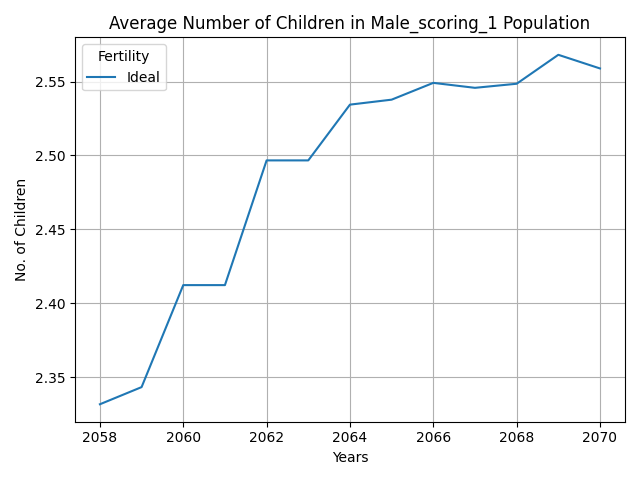 Average Number of Children in Male_scoring_1 Population
Fertility
Ideal
No. of Children
2.55
2.50
2.45
2.40
2.35
2058 2060 2062 2064 2066 2068 2070
Years